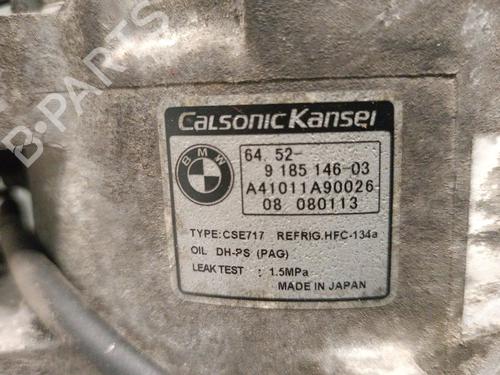 B-PARTS
CalsonicKansei
BMW
64. 52-
9 185 146-03
A41011A90026
08 080113
TYPE: CSE717 REFRIG.HFC-134a
OIL DH-PS (PAG)
LEAK TEST : 1.5MPa
MADE IN JAPAN